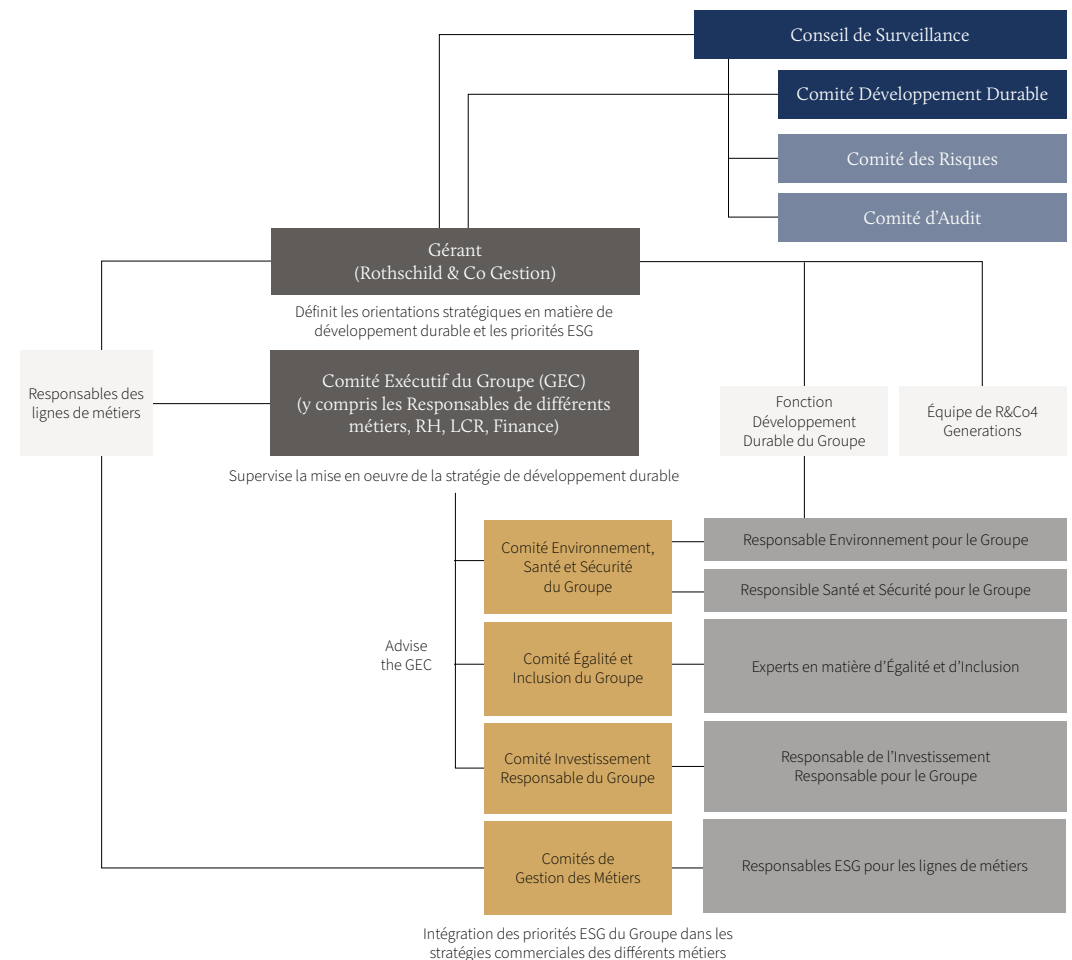 Conseil de Surveillance
Comité Développement Durable
Comité des Risques
Comité d'Audit
Gérant
(Rothschild & Co Gestion)
Définit les orientations stratégiques en matière de
développement durable et les priorités ESG
Responsables des
lignes de métiers
Comité Exécutif du Groupe (GEC)
(y compris les Responsables de différents
métiers, RH, LCR, Finance)
Fonction
Développement
Durable du Groupe
Équipe de R&Co4
Generations
Supervise la mise en oeuvre de la stratégie de développement durable
Comité Environnement,
Santé et Sécurité
du Groupe
Responsable Environnement pour le Groupe
Responsible Santé et Sécurité pour le Groupe
Advise
the GEC
Comité Égalité et
Inclusion du Groupe
Experts en matière d'Égalité et d'Inclusion
Comité Investissement
Responsable du Groupe
Responsable de l'Investissement
Responsable pour le Groupe
Comités de
Gestion des Métiers
Responsables ESG pour les lignes de métiers
Intégration des priorités ESG du Groupe dans les
stratégies commerciales des différents métiers